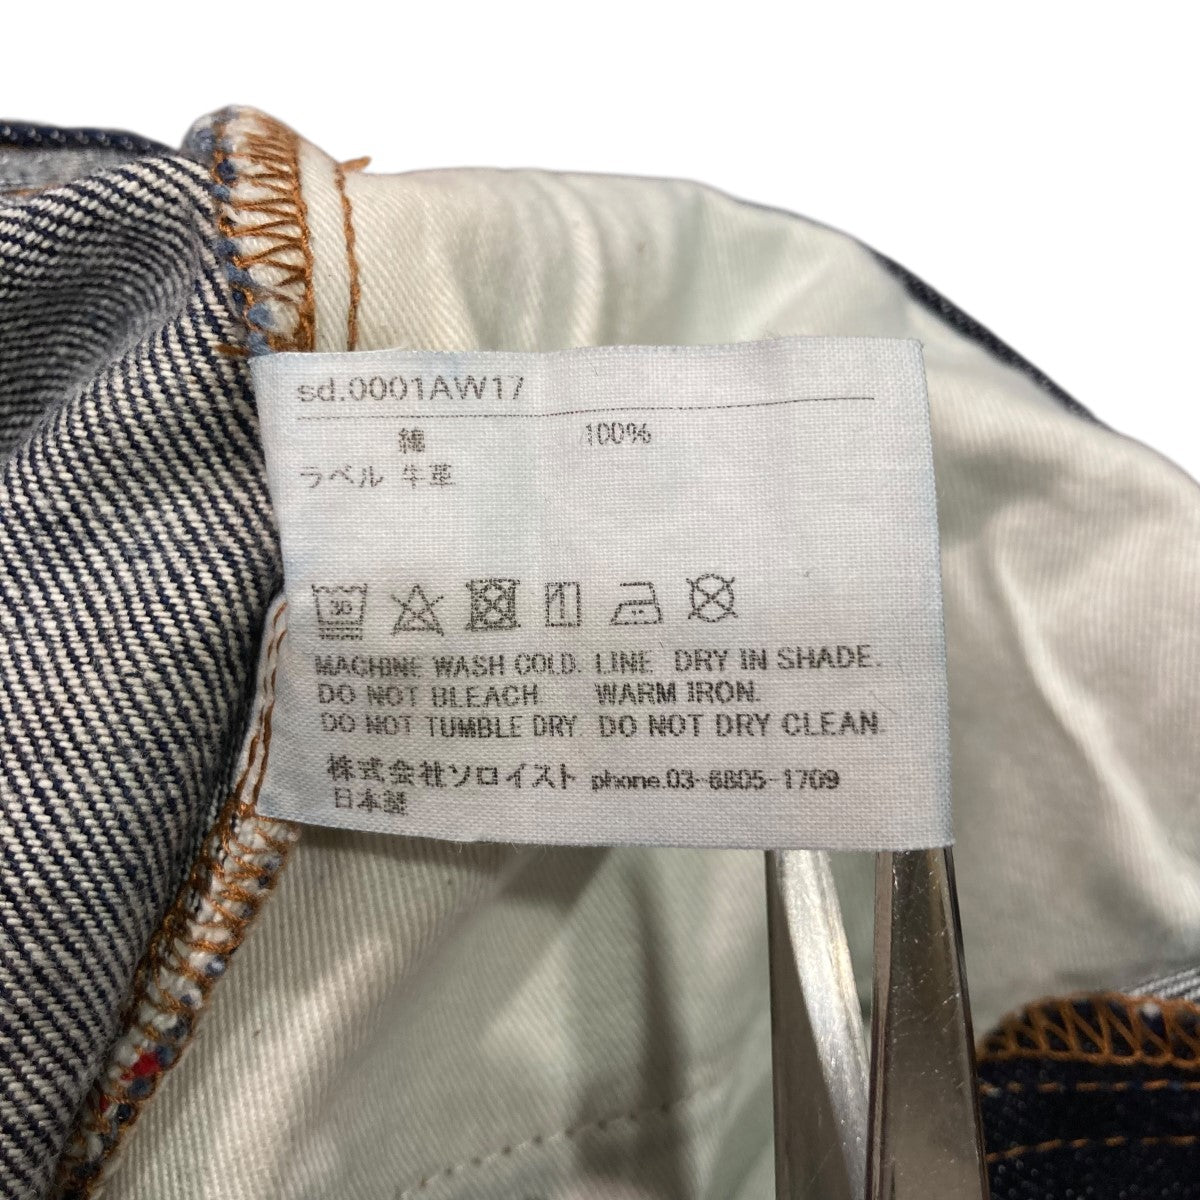 sd.0001AW17
綿 100%
ラベル 牛革
30
MACHINE WASH COLD. LINE DRY IN SHADE.
DO NOT BLEACH WARM IRON.
DO NOT TUMBLE DRY. DO NOT DRY CLEAN.
株式会社ソロイスト phone.03-6805-1709
日本製